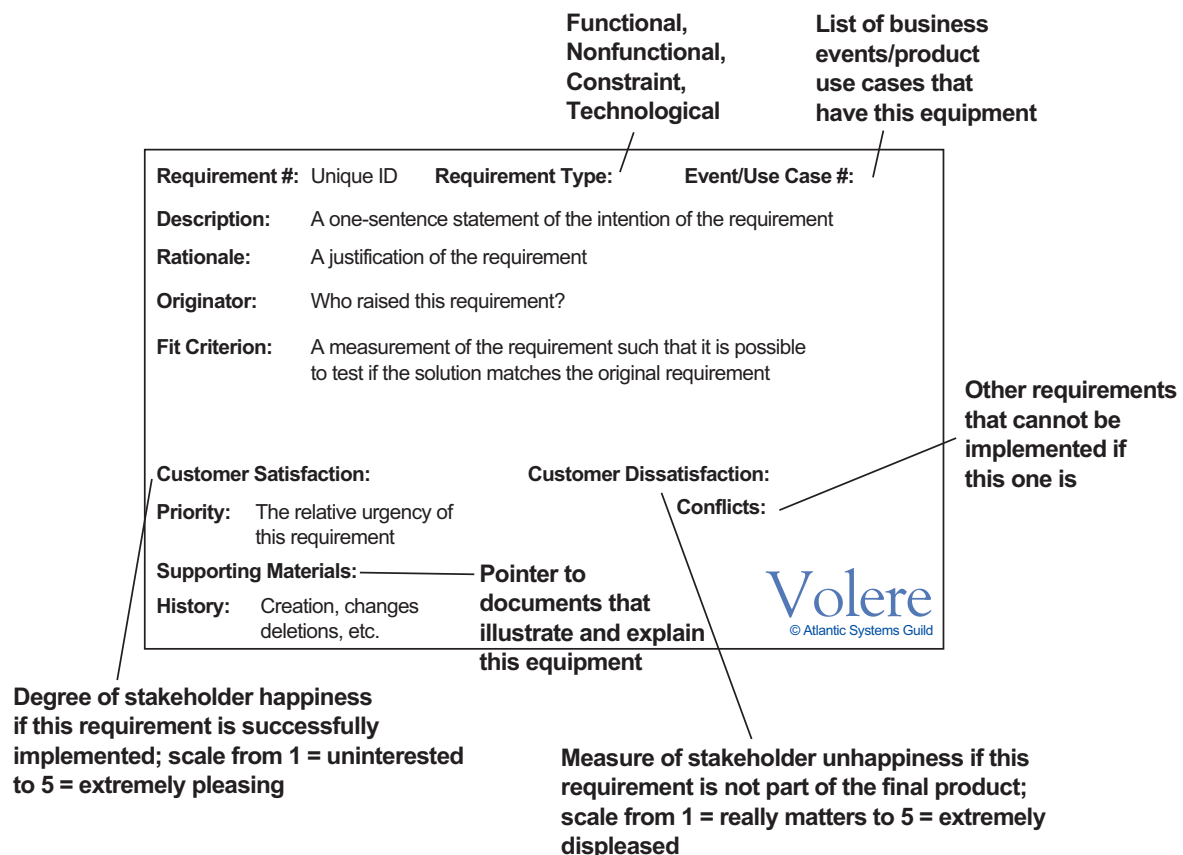 Functional,
Nonfunctional,
Constraint,
Technological
List of business
events/product
use cases that
have this equipment
Requirement #: Unique ID Requirement Type: Event/Use Case #:
Description: A one-sentence statement of the intention of the requirement
Rationale: A justification of the requirement
Originator: Who raised this requirement?
Fit Criterion: A measurement of the requirement such that it is possible
to test if the solution matches the original requirement
Other requirements
that cannot be
implemented if
this one is
Customer Satisfaction: Customer Dissatisfaction:
Priority: The relative urgency of
this requirement
Conflicts:
Supporting Materials:
Pointer to
documents that
illustrate and explain
this equipment
History: Creation, changes
deletions, etc.
Volere
© Atlantic Systems Guild
Degree of stakeholder happiness
if this requirement is successfully
implemented; scale from 1 = uninterested
to 5 = extremely pleasing
Measure of stakeholder unhappiness if this
requirement is not part of the final product;
scale from 1 = really matters to 5 = extremely
displeased